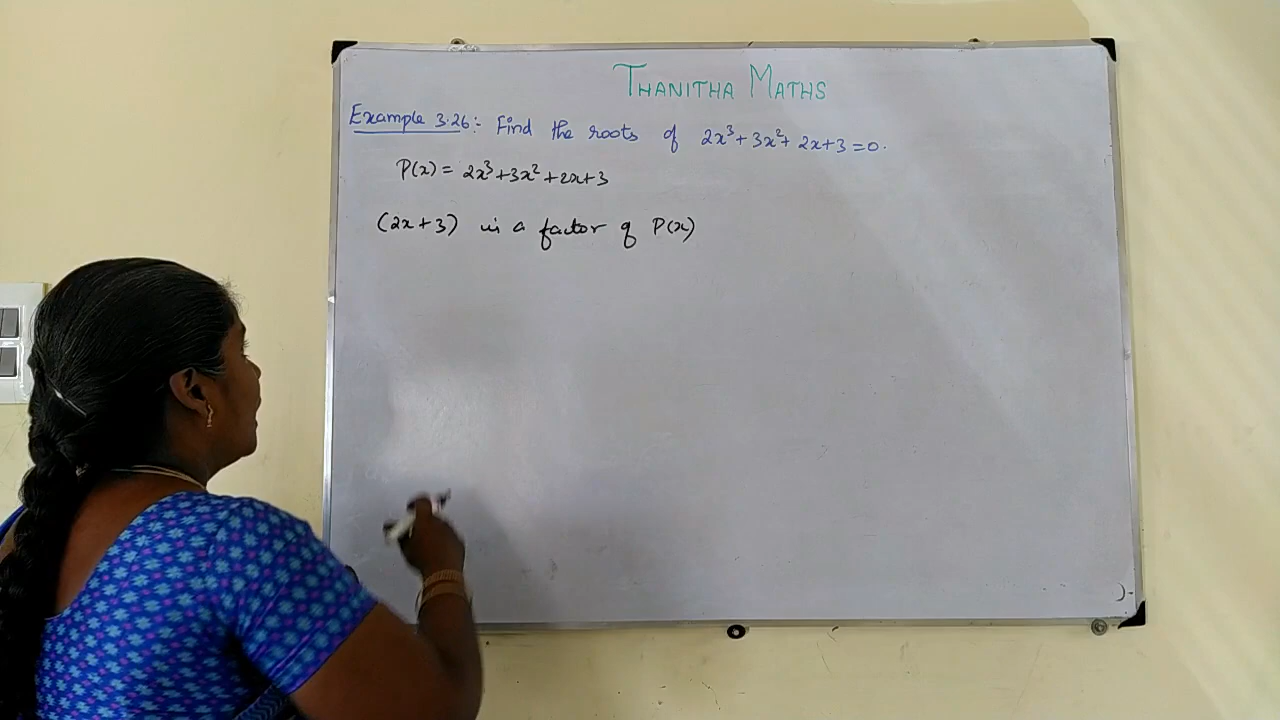 THANITHA MATHS
Example 3.26:- Find the roots of 2x³+3x²+2x+3=0.
P(x) = 2x³+3x²+2x+3
(2x+3) is a factor of P(x)